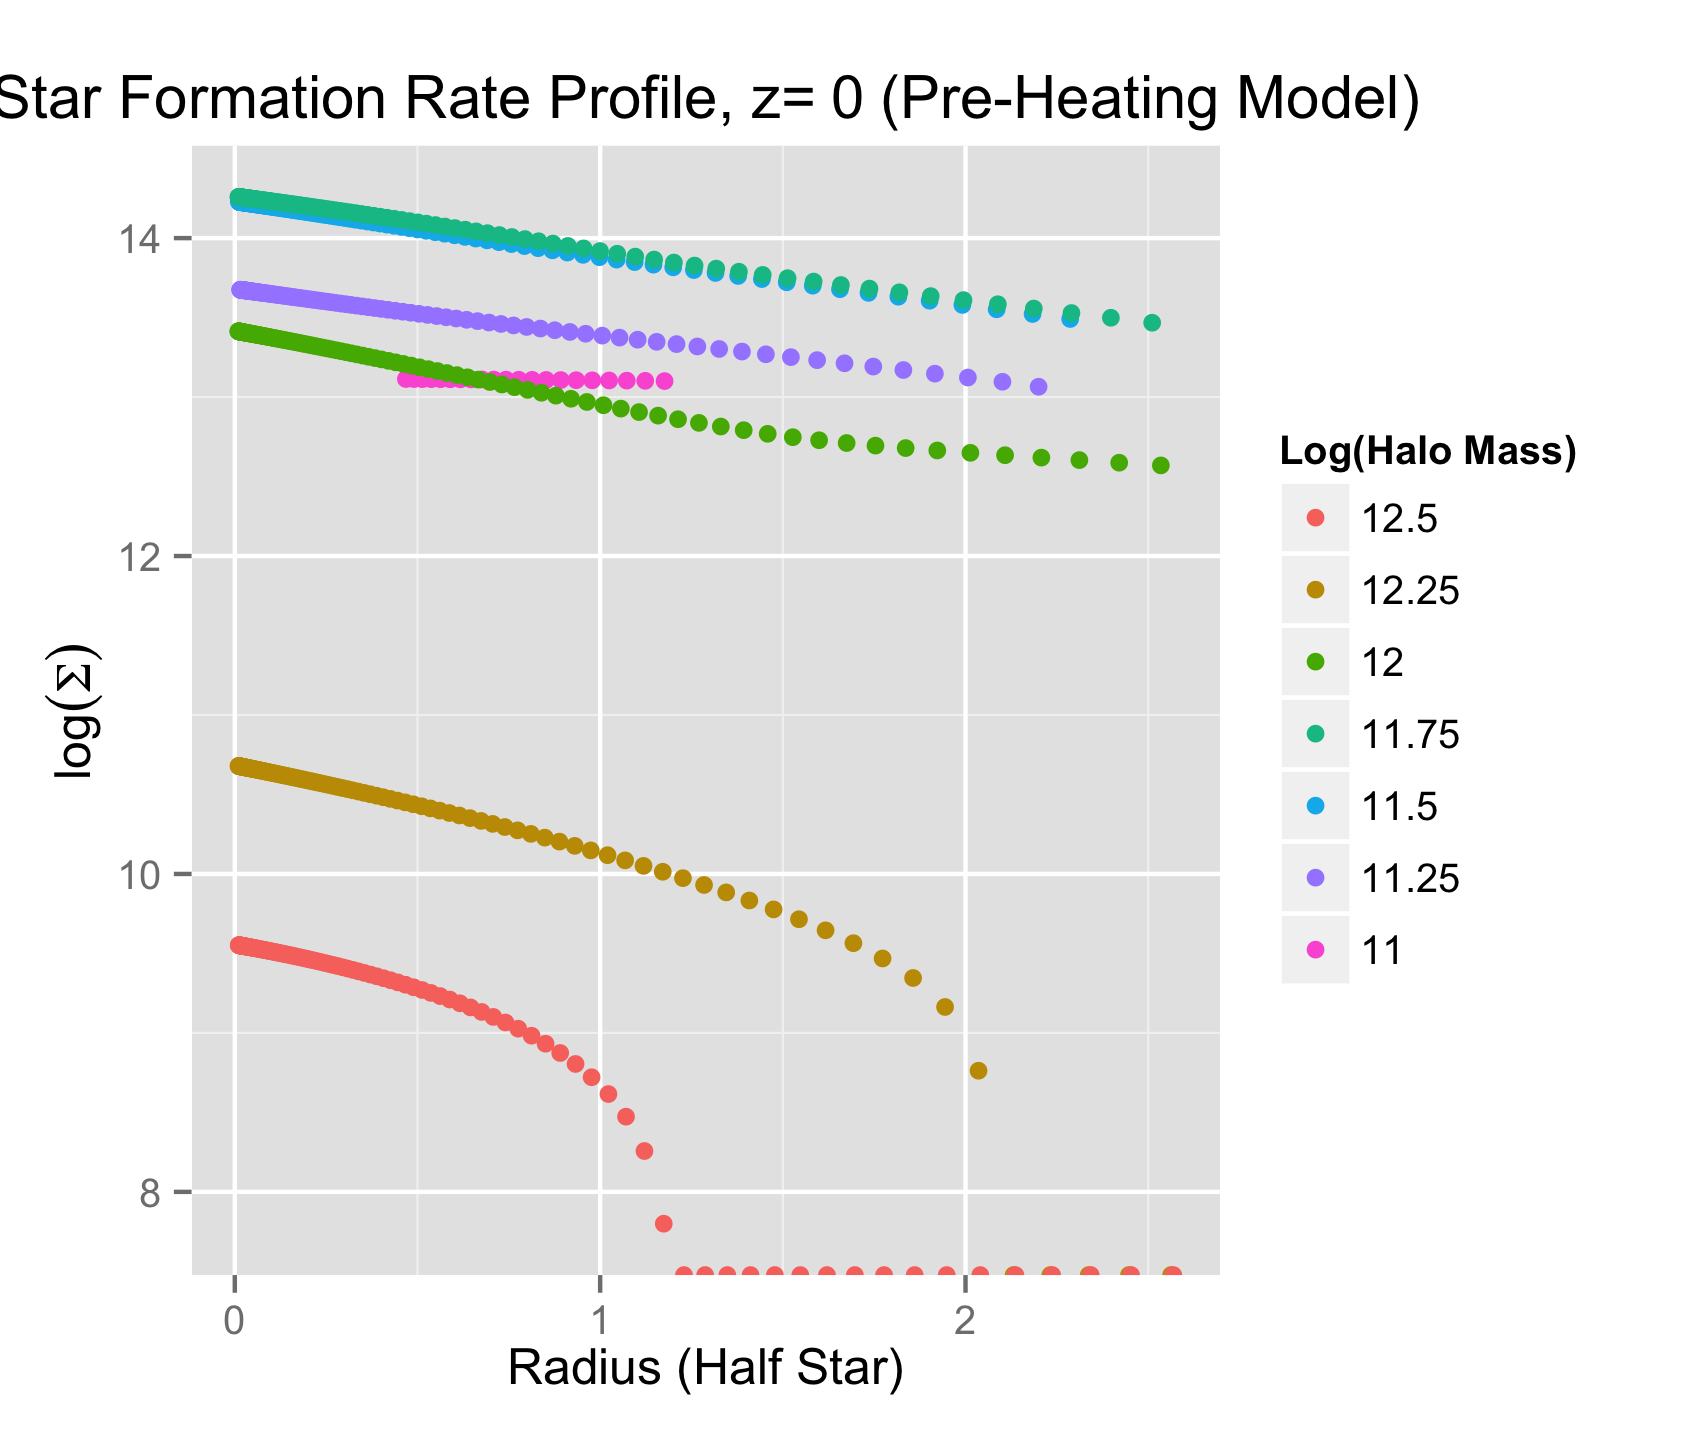 Star Formation Rate Profile, z= 0 (Pre-Heating Model)
14
12
10
8
log(Σ)
0 1 2
Radius (Half Star)
Log(Halo Mass)
12.5
12.25
12
11.75
11.5
11.25
11